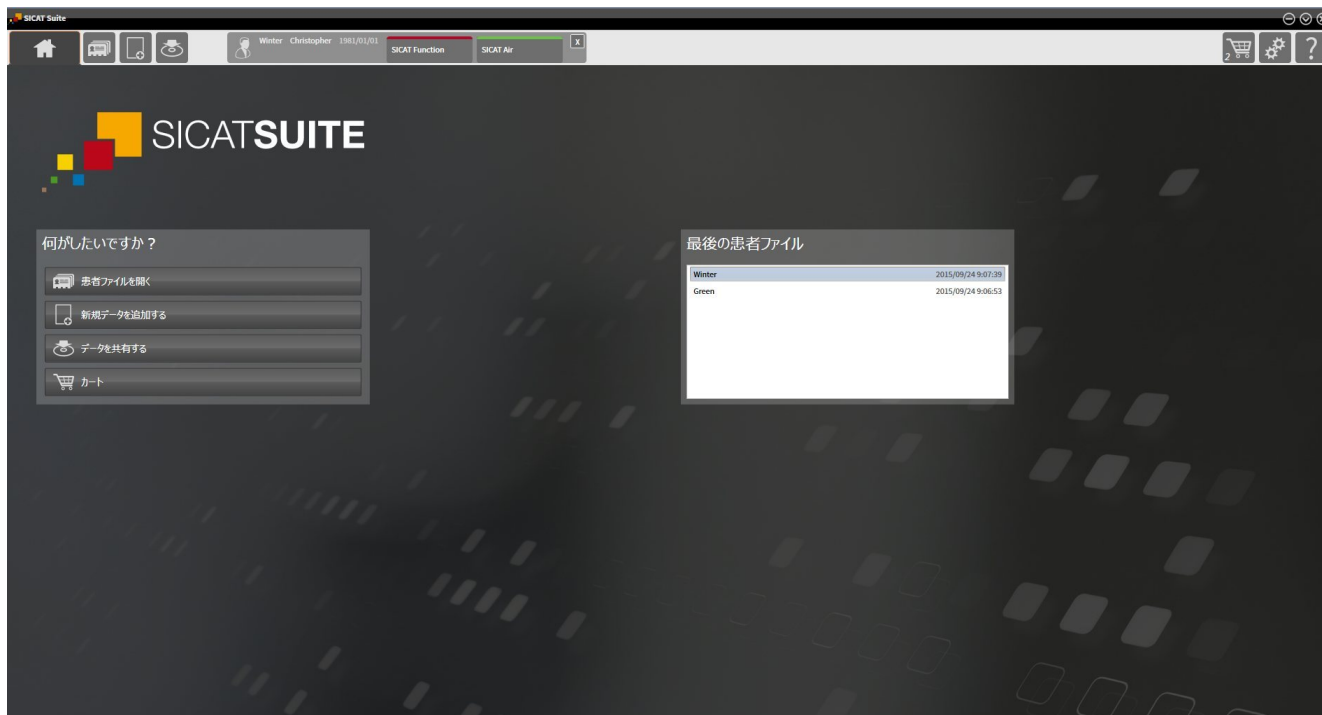 SICAT Suite
Winter Christopher 1981/01/01
SICAT Function
SICAT Air
X
2
?
SICATSUITE
何がしたいですか？
患者ファイルを開く
新規データを追加する
データを共有する
カート
最後の患者ファイル
Winter 2015/09/24 9:07:39
Green 2015/09/24 9:06:53